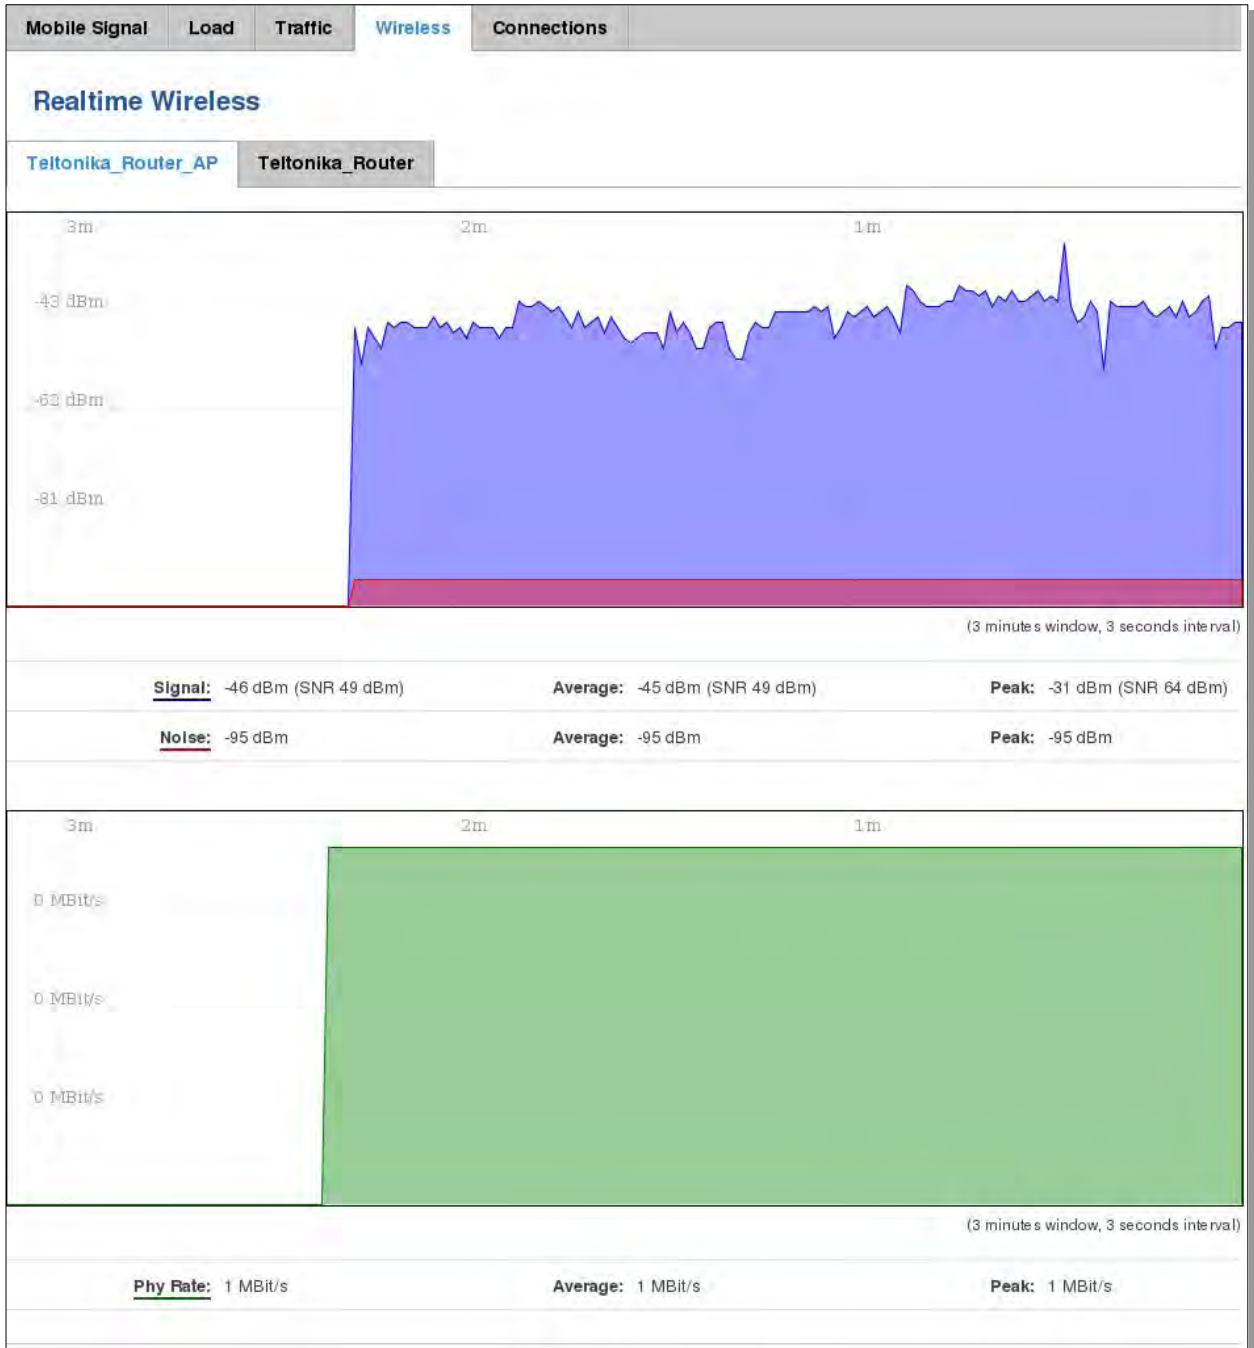 Mobile Signal Load Traffic Wireless Connections
Realtime Wireless
Teltonika_Router_AP Teltonika_Router
3m 2m 1m
-43 dBm
-62 dBm
-81 dBm
(3 minutes window, 3 seconds interval)
Signal: -46 dBm (SNR 49 dBm) Average: -45 dBm (SNR 49 dBm) Peak: -31 dBm (SNR 64 dBm)
Noise: -95 dBm Average: -95 dBm Peak: -95 dBm
3m 2m 1m
0 MBit/s
0 MBit/s
0 MBit/s
(3 minutes window, 3 seconds interval)
Phy Rate: 1 MBit/s Average: 1 MBit/s Peak: 1 MBit/s